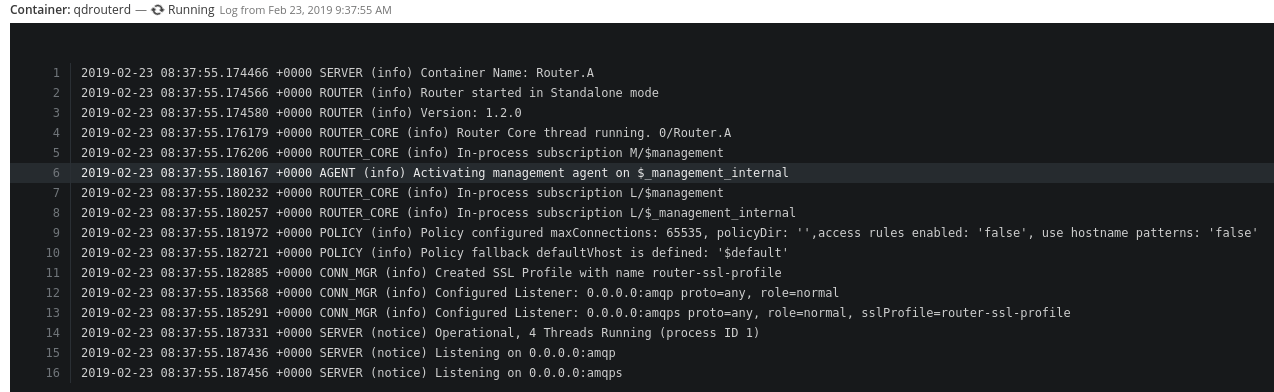 Container: qdrouterd — Running Log from Feb 23, 2019 9:37:55 AM
1 2019-02-23 08:37:55.174466 +0000 SERVER (info) Container Name: Router.A
2 2019-02-23 08:37:55.174566 +0000 ROUTER (info) Router started in Standalone mode
3 2019-02-23 08:37:55.174580 +0000 ROUTER (info) Version: 1.2.0
4 2019-02-23 08:37:55.176179 +0000 ROUTER_CORE (info) Router Core thread running. 0/Router.A
5 2019-02-23 08:37:55.176206 +0000 ROUTER_CORE (info) In-process subscription M/$management
6 2019-02-23 08:37:55.180167 +0000 AGENT (info) Activating management agent on $_management_internal
7 2019-02-23 08:37:55.180232 +0000 ROUTER_CORE (info) In-process subscription L/$management
8 2019-02-23 08:37:55.180257 +0000 ROUTER_CORE (info) In-process subscription L/$_management_internal
9 2019-02-23 08:37:55.181972 +0000 POLICY (info) Policy configured maxConnections: 65535, policyDir: '',access rules enabled: 'false', use hostname patterns: 'false'
10 2019-02-23 08:37:55.182721 +0000 POLICY (info) Policy fallback defaultVhost is defined: '$default'
11 2019-02-23 08:37:55.182885 +0000 CONN_MGR (info) Created SSL Profile with name router-ssl-profile
12 2019-02-23 08:37:55.183568 +0000 CONN_MGR (info) Configured Listener: 0.0.0.0:amqp proto=any, role=normal
13 2019-02-23 08:37:55.185291 +0000 CONN_MGR (info) Configured Listener: 0.0.0.0:amqps proto=any, role=normal, sslProfile=router-ssl-profile
14 2019-02-23 08:37:55.187331 +0000 SERVER (notice) Operational, 4 Threads Running (process ID 1)
15 2019-02-23 08:37:55.187436 +0000 SERVER (notice) Listening on 0.0.0.0:amqp
16 2019-02-23 08:37:55.187456 +0000 SERVER (notice) Listening on 0.0.0.0:amqps